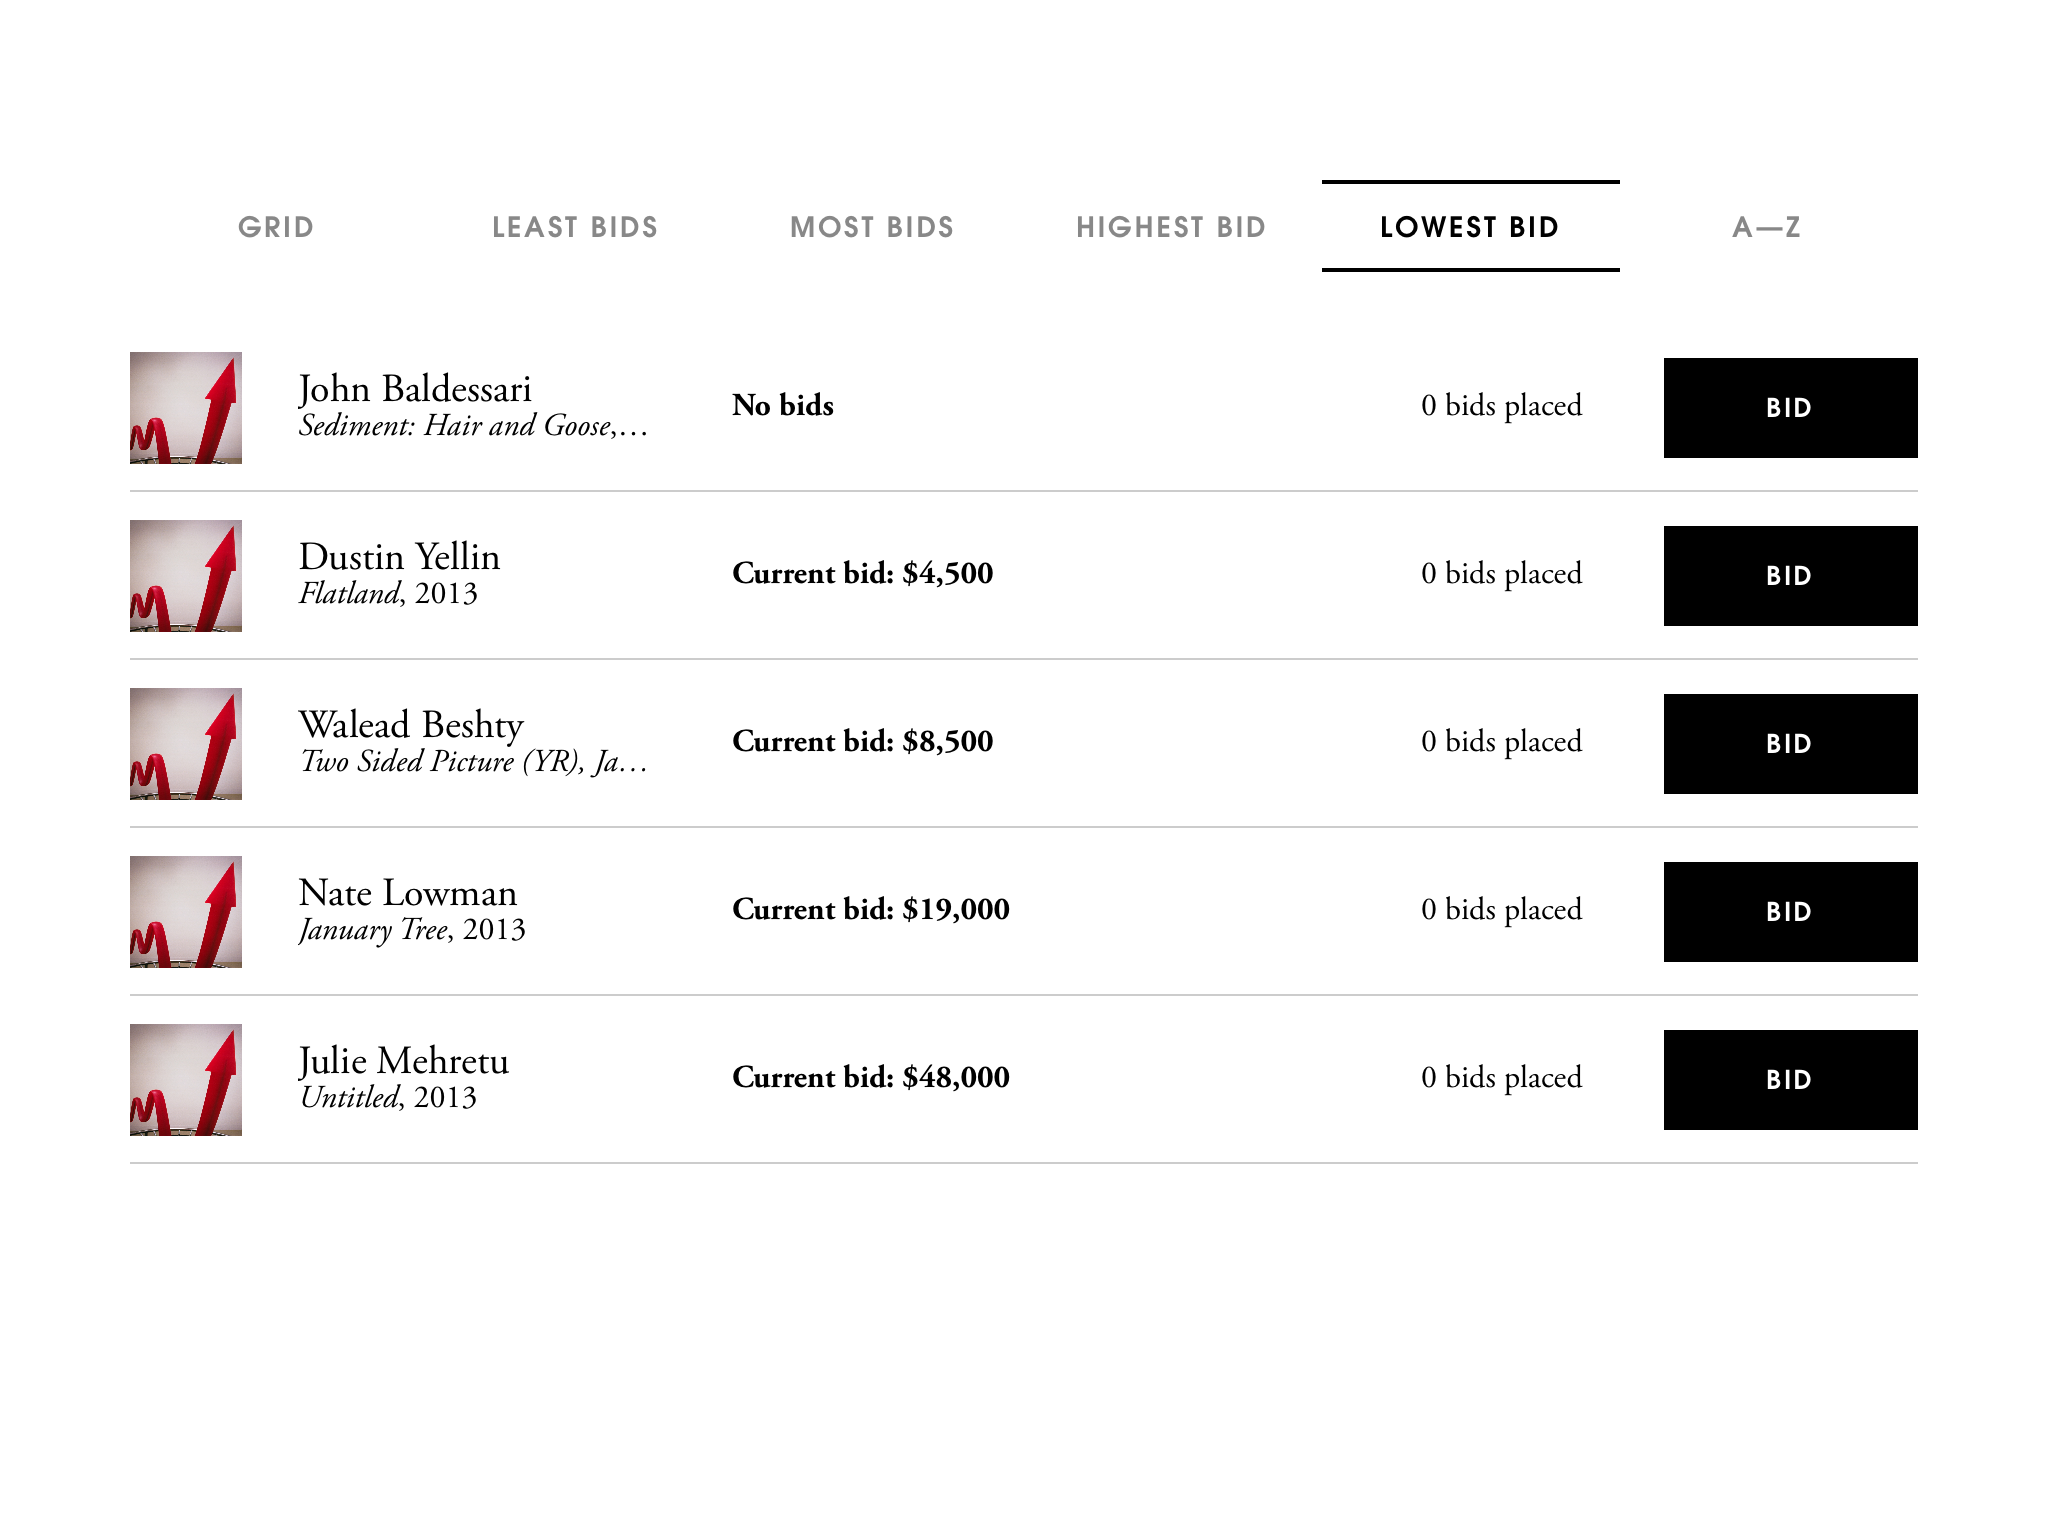 GRID LEAST BIDS MOST BIDS HIGHEST BID LOWEST BID A—Z
John Baldessari
Sediment: Hair and Goose,…
No bids
0 bids placed
BID
Dustin Yellin
Flatland, 2013
Current bid: $4,500
0 bids placed
BID
Walead Beshty
Two Sided Picture (YR), Ja…
Current bid: $8,500
0 bids placed
BID
Nate Lowman
January Tree, 2013
Current bid: $19,000
0 bids placed
BID
Julie Mehretu
Untitled, 2013
Current bid: $48,000
0 bids placed
BID